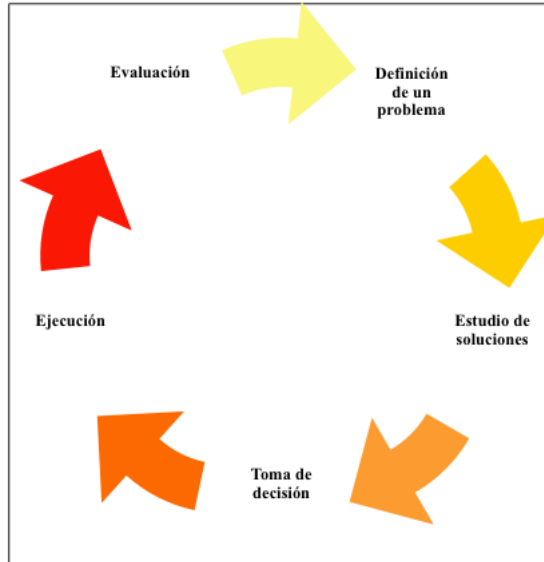 Evaluación
Definición
de un
problema
Estudio de
soluciones
Toma de
decisión
Ejecución